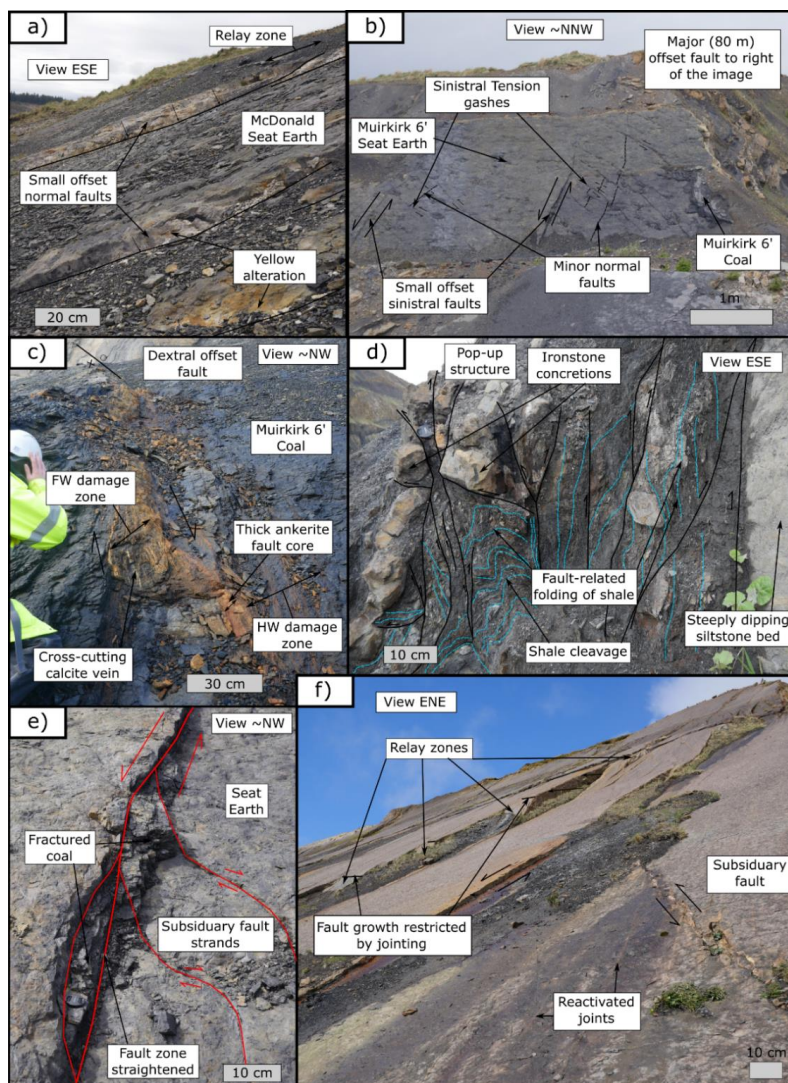 a)
Relay zone
View ESE
McDonald
Seat Earth
Small offset
normal faults
Yellow
alteration
20 cm
b)
View ~NNW
Major (80 m)
offset fault to right
of the image
Sinistral Tension
gashes
Muirkirk 6'
Seat Earth
Small offset
sinistral faults
Minor normal
faults
Muirkirk 6'
Coal
1m
c)
Dextral offset
fault
View ~NW
Muirkirk 6'
Coal
FW damage
zone
Thick ankerite
fault core
Cross-cutting
calcite vein
HW damage
zone
30 cm
d)
Pop-up
structure
Ironstone
concretions
View ESE
Fault-related
folding of shale
Shale cleavage
Steeply dipping
siltstone bed
10 cm
e)
View ~NW
Seat
Earth
Fractured
coal
Subsiduary fault
strands
Fault zone
straightened
10 cm
f)
View ENE
Relay zones
Subsiduary
fault
Fault growth restricted
by jointing
Reactivated
joints
10 cm